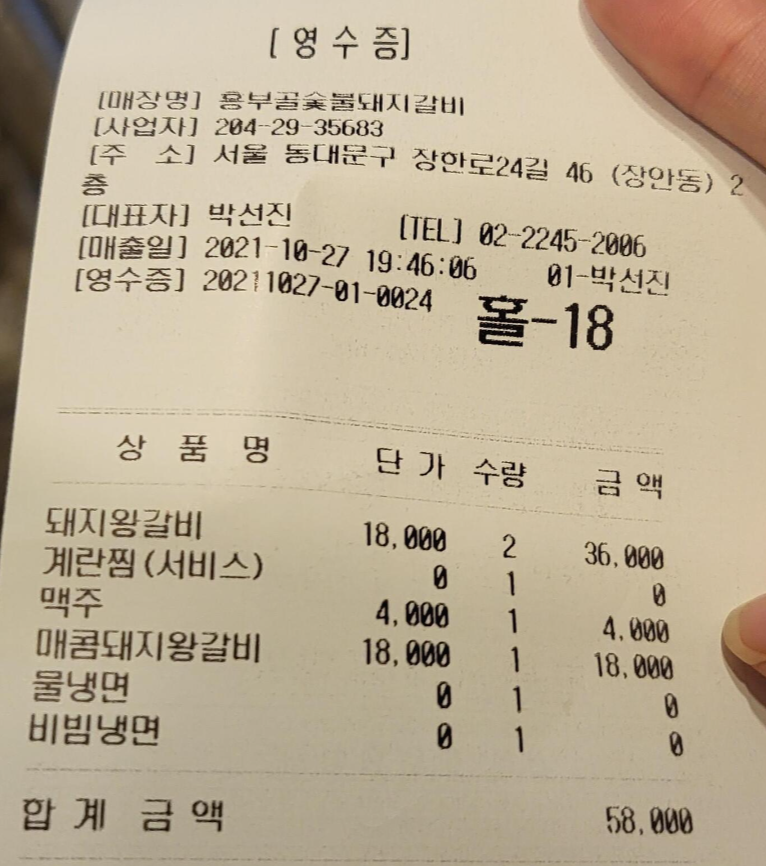 [ 영 수 증]
[매장명] 흥부골숯불돼지갈비
[사업자] 204-29-35683
[주 소] 서울 동대문구 장한로24길 46 (장안동) 2
층
[대표자] 박선진 [TEL] 02-2245-2006
[매출일] 2021-10-27 19:46:06 01-박선진
[영수증] 20211027-01-0024
홀-18
상 품 명 단 가 수량 금 액
돼지왕갈비 18,000 2 36,000
계란찜(서비스) 0 1 0
맥주 4,000 1 4,000
매콤돼지왕갈비 18,000 1 18,000
물냉면 0 1 0
비빔냉면 0 1 0
합 계 금 액 58,000